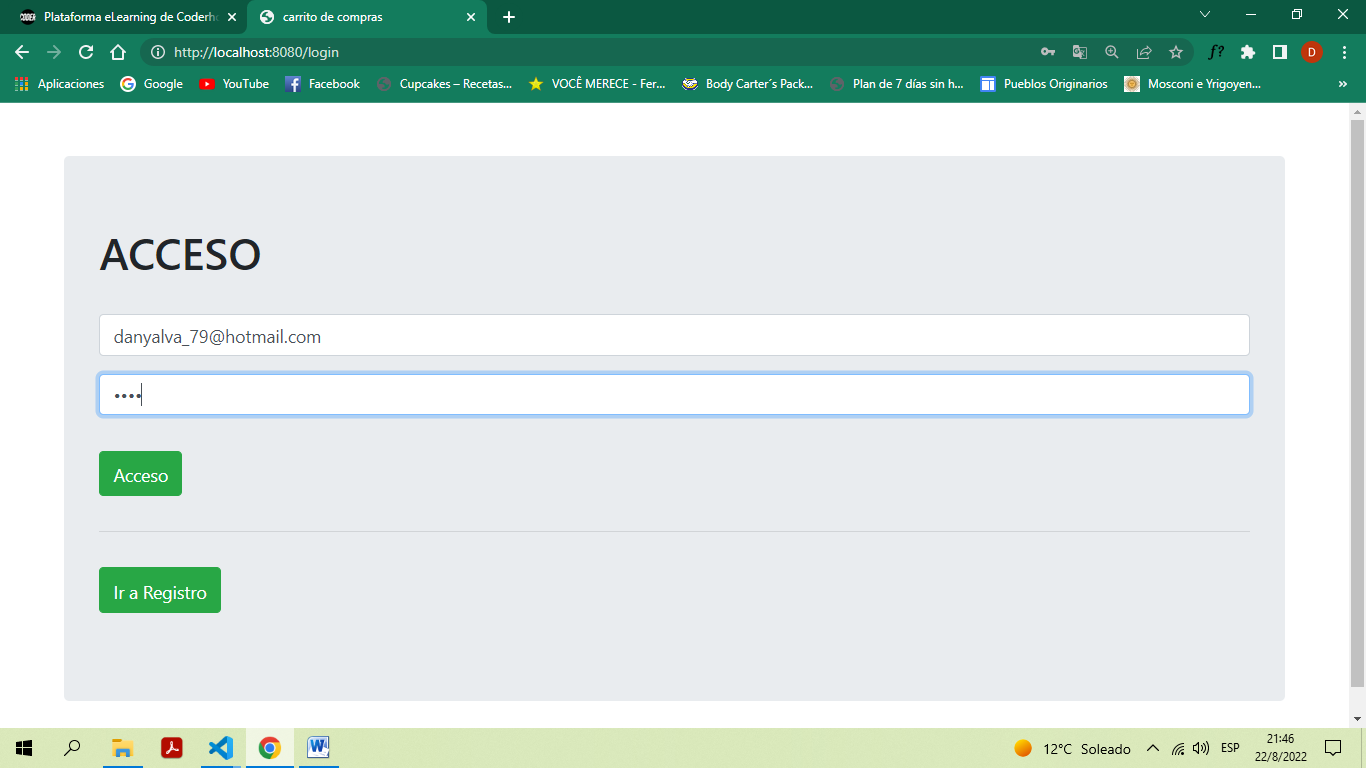 CODER Plataforma eLearning de Coderho
carrito de compras
http://localhost:8080/login
f?
D
Aplicaciones Google YouTube Facebook Cupcakes – Recetas... VOCÊ MERECE - Fer... Body Carter´s Pack... Plan de 7 días sin h... Pueblos Originarios Mosconi e Yrigoyen... »
ACCESO
danyalva_79@hotmail.com
••••
Acceso
Ir a Registro
12°C Soleado ESP
21:46
22/8/2022